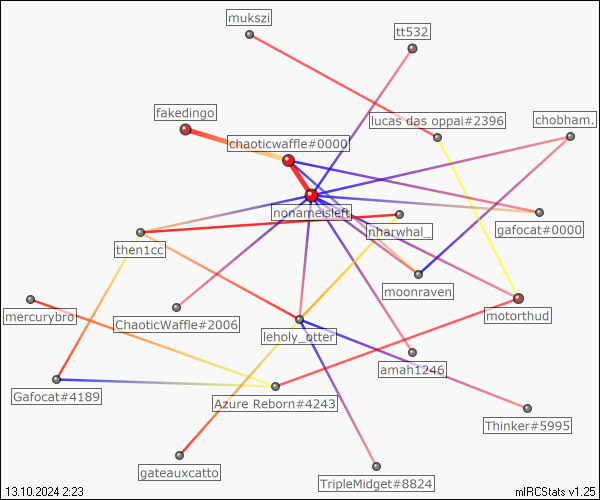 mukszi
tt532
fakedingo
lucas das oppai#2396
chobham.
chaoticwaffle#0000
nonameisleft
nharwhal_
gafocat#0000
then1cc
moonraven
mercurybro
ChaoticWaffle#2006
motorthud
leholy_otter
amah1246
Gafocat#4189
Azure Reborn#4243
Thinker#5995
gateauxcatto
TripleMidget#8824
13.10.2024 2:23
mIRCStats v1.25